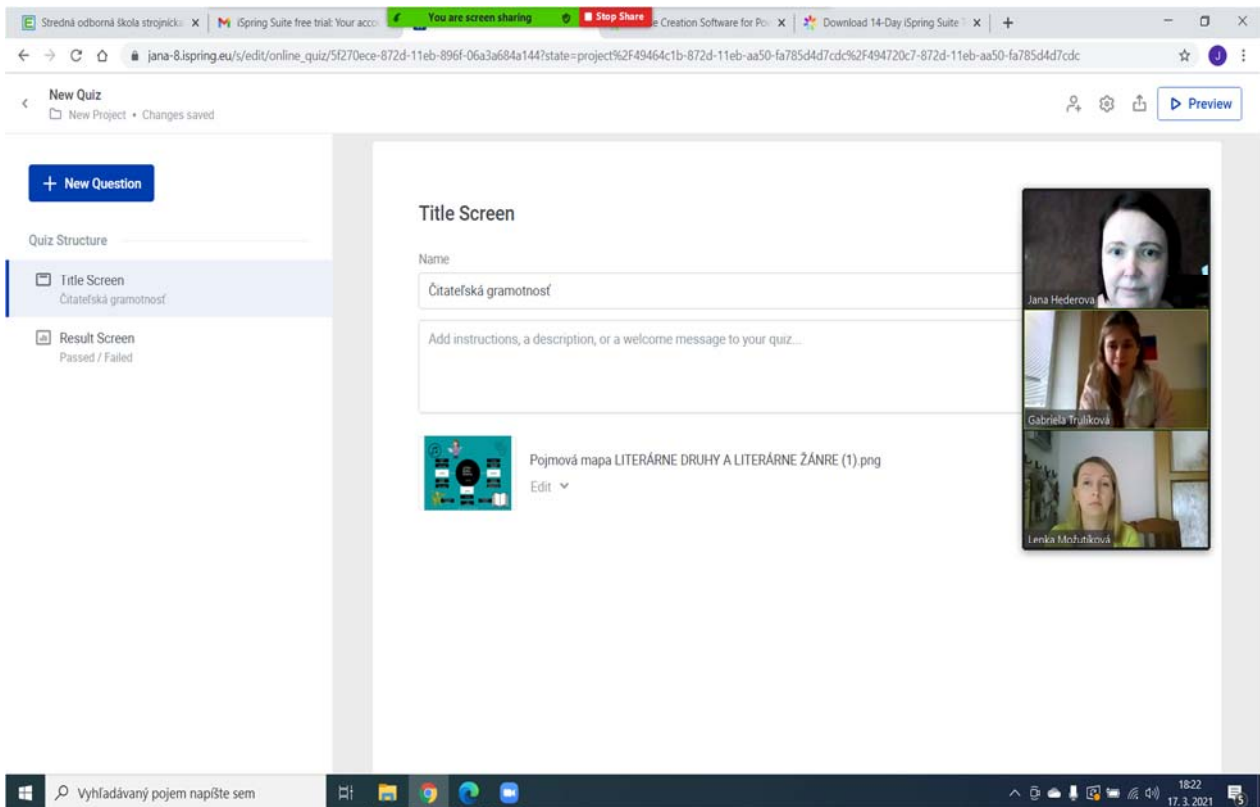 Stredná odborná škola strojnícka
iSpring Suite free trial: Your acco
You are screen sharing
Stop Share
e Creation Software for Po
Download 14-Day iSpring Suite
jana-8.ispring.eu/s/edit/online_quiz/5f270ece-872d-11eb-896f-06a3a684a144?state=project%2F49464c1b-872d-11eb-aa50-fa785d4d7cdc%2F494720c7-872d-11eb-aa50-fa785d4d7cdc
J
New Quiz
New Project • Changes saved
Preview
+ New Question
Title Screen
Quiz Structure
Name
Title Screen
Čitateľská gramotnosť
Čitateľská gramotnosť
Jana Hederova
Result Screen
Passed / Failed
Add instructions, a description, or a welcome message to your quiz...
Gabriela Trulíková
Pojmová mapa LITERÁRNE DRUHY A LITERÁRNE ŽÁNRE (1).png
Edit
Lenka Možutíková
Vyhľadávaný pojem napíšte sem
18:22
17. 3. 2021